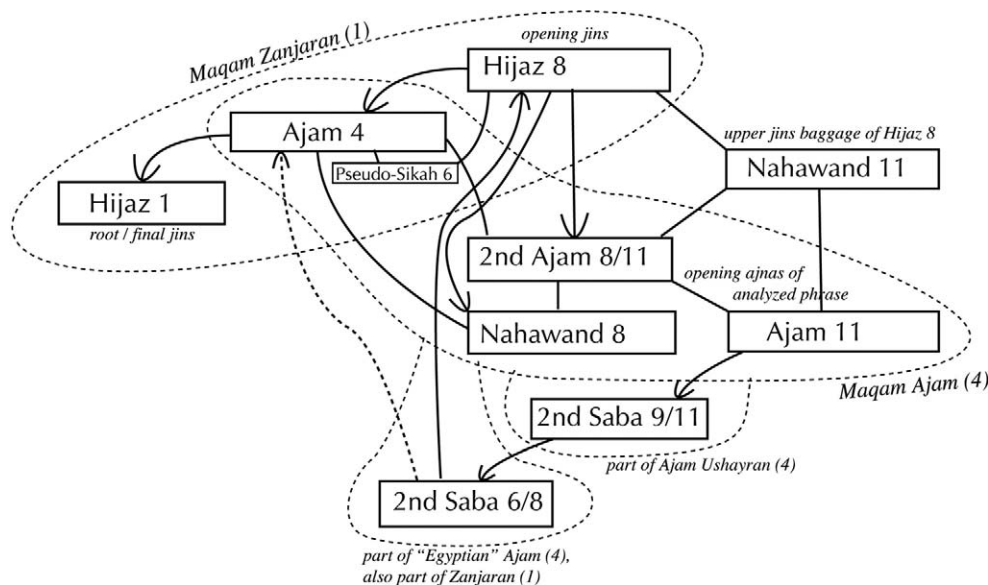 Maqam Zanjaran (1)
opening jins
Hijaz 8
Ajam 4
upper jins baggage of Hijaz 8
Pseudo-Sikah 6
Nahawand 11
Hijaz 1
root / final jins
2nd Ajam 8/11
opening ajnas of
analyzed phrase
Nahawand 8
Ajam 11
Maqam Ajam (4)
2nd Saba 9/11
part of Ajam Ushayran (4)
2nd Saba 6/8
part of “Egyptian” Ajam (4),
also part of Zanjaran (1)